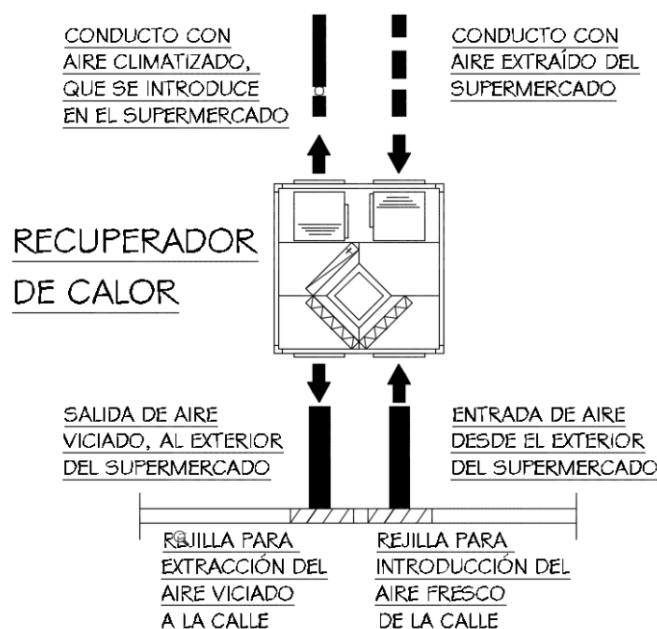 CONDUCTO CON
AIRE CLIMATIZADO,
QUE SE INTRODUCE
EN EL SUPERMERCADO
CONDUCTO CON
AIRE EXTRAÍDO DEL
SUPERMERCADO
RECUPERADOR
DE CALOR
SALIDA DE AIRE
VICIADO, AL EXTERIOR
DEL SUPERMERCADO
ENTRADA DE AIRE
DESDE EL EXTERIOR
DEL SUPERMERCADO
REJILLA PARA
EXTRACCIÓN DEL
AIRE VICIADO
A LA CALLE
REJILLA PARA
INTRODUCCIÓN DEL
AIRE FRESCO
DE LA CALLE